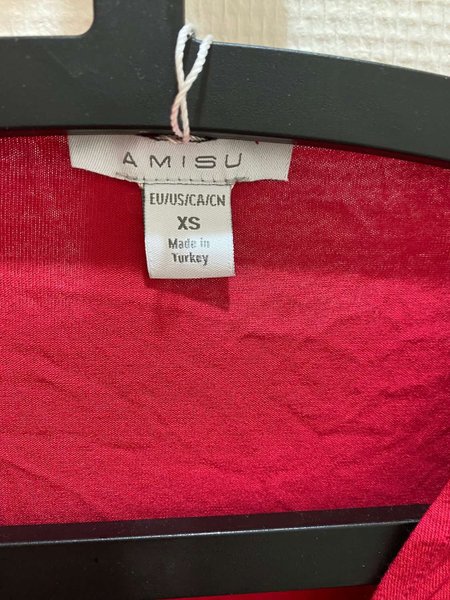 AMISU
EU/US/CA/CN
XS
Made in
Turkey